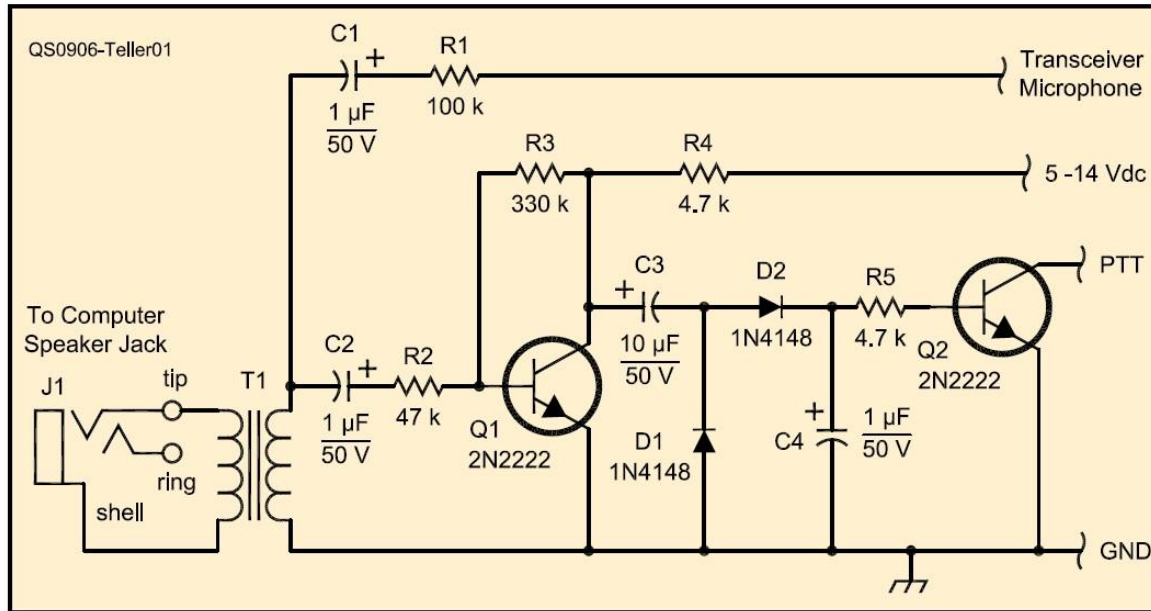 QS0906-Teller01
C1
+
1 µF
50 V
R1
100 k
Transceiver
Microphone
R3
330 k
R4
4.7 k
5 -14 Vdc
C3
+
10 µF
50 V
D2
1N4148
R5
4.7 k
Q2
2N2222
PTT
To Computer
Speaker Jack
J1
tip
ring
shell
T1
C2
+
1 µF
50 V
R2
47 k
Q1
2N2222
D1
1N4148
+
C4
1 µF
50 V
GND